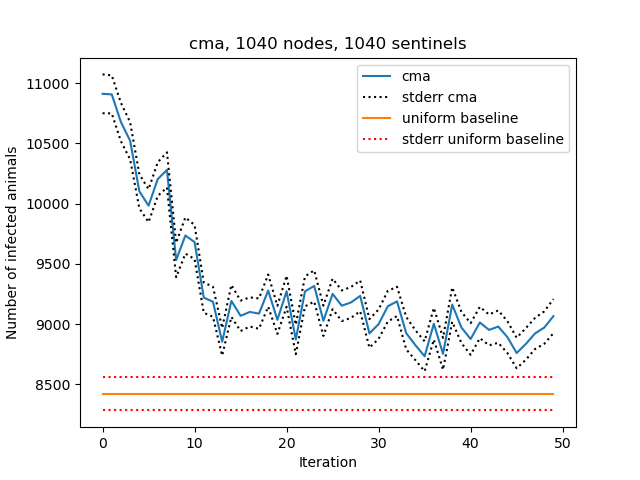 cma, 1040 nodes, 1040 sentinels
cma
stderr cma
uniform baseline
stderr uniform baseline
Number of infected animals
11000
10500
10000
9500
9000
8500
0 10 20 30 40 50
Iteration